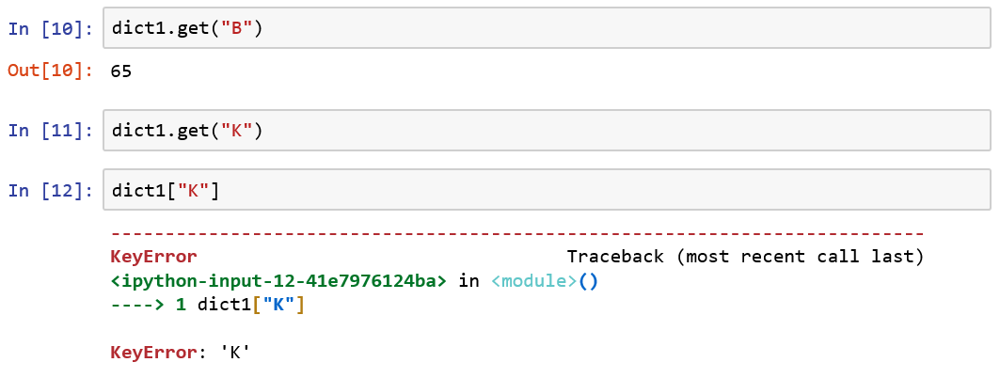 In [10]: dict1.get("B")
Out[10]: 65
In [11]: dict1.get("K")
In [12]: dict1["K"]
---------------------------------------------------------------------------
KeyError                                  Traceback (most recent call last)
<ipython-input-12-41e7976124ba> in <module>()
----> 1 dict1["K"]
KeyError: 'K'